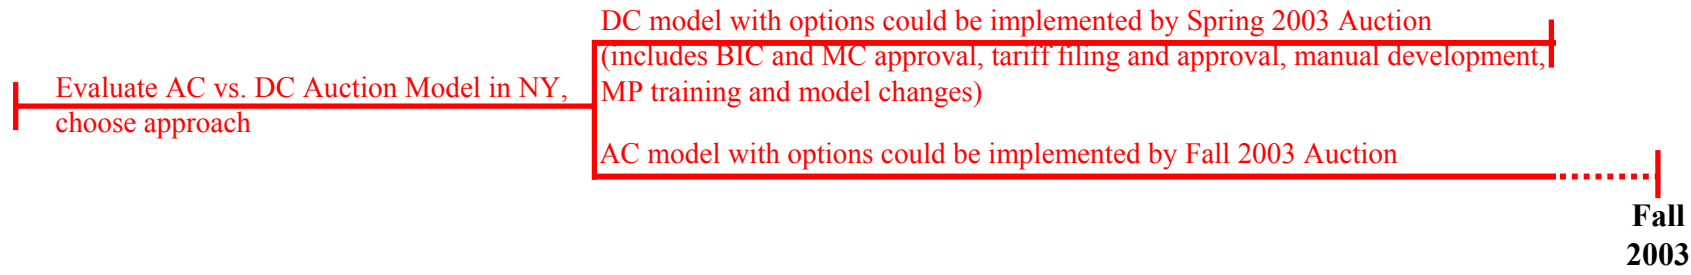 DC model with options could be implemented by Spring 2003 Auction
(includes BIC and MC approval, tariff filing and approval, manual development,
MP training and model changes)
Evaluate AC vs. DC Auction Model in NY,
choose approach
AC model with options could be implemented by Fall 2003 Auction
Fall
2003